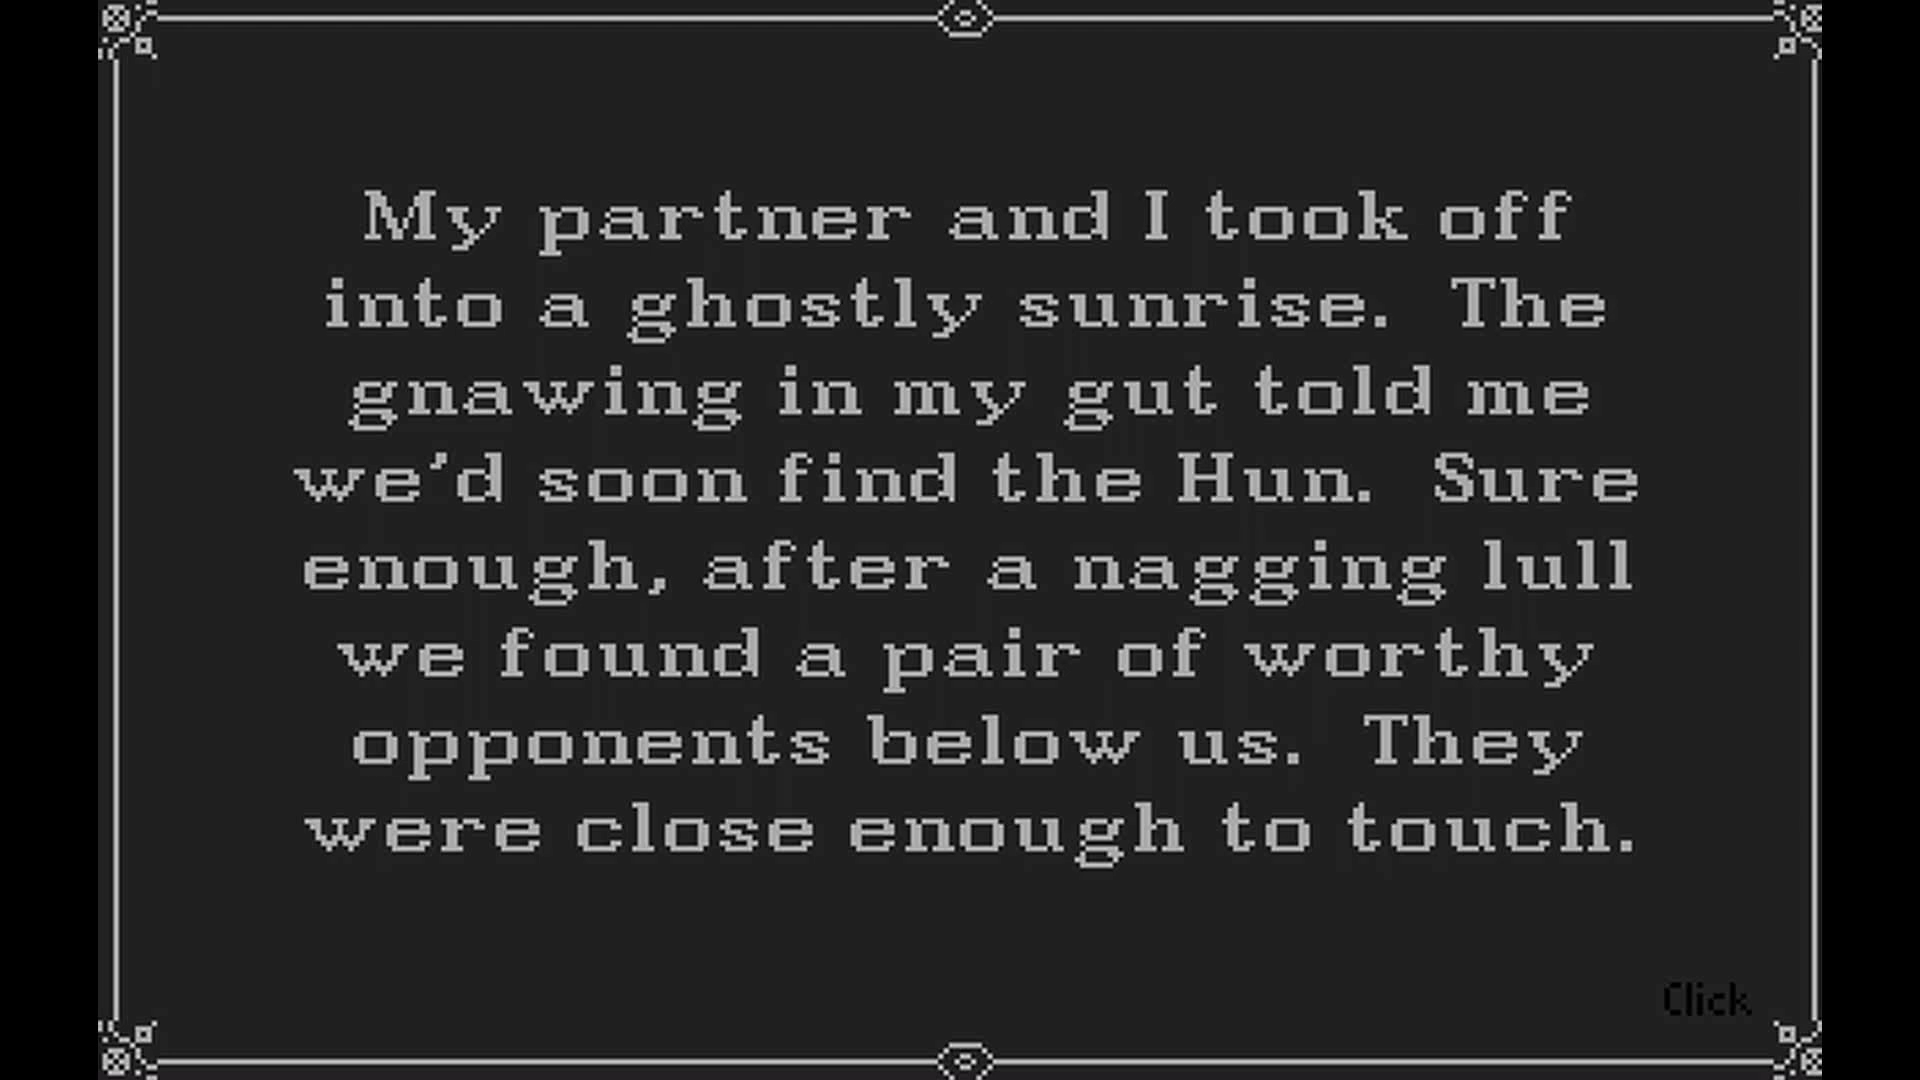 My partner and I took off
into a ghostly sunrise.  The
gnawing in my gut told me
we'd soon find the Hun.  Sure
enough, after a nagging lull
we found a pair of worthy
opponents below us.  They
were close enough to touch.
Click